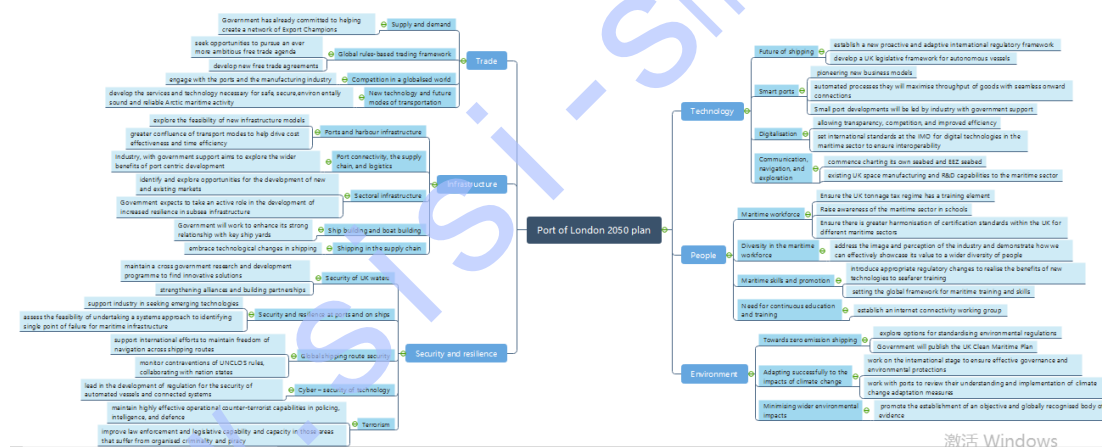 Government has already committed to helping
create a network of Export Champions
Supply and demand
seek opportunities to pursue an ever
more ambitious free trade agenda
develop new free trade agreements
Global rules-based trading framework
engage with the ports and the manufacturing industry
Competition in a globalised world
develop the services and technology necessary for safe, secure,environ entally
sound and reliable Arctic maritime activity
New technology and future
modes of transportation
Trade
explore the feasibility of new infrastructure models
greater confluence of transport modes to help drive cost
effectiveness and time efficiency
Ports and harbour infrastructure
Industry, with government support aims to explore the wider
benefits of port centric development
Port connectivity, the supply
chain, and logistics
identify and explore opportunities for the development of new
and existing markets
Government expects to take an active role in the development of
increased resilience in subsea infrastructure
Sectoral infrastructure
Government will work to enhance its strong
relationship with key ship yards
Ship building and boat building
embrace technological changes in shipping
Shipping in the supply chain
Infrastructure
maintain a cross government research and development
programme to find innovative solutions
strengthening alliances and building partnerships
Security of UK waters
support industry in seeking emerging technologies
assess the feasibility of undertaking a systems approach to identifying
single point of failure for maritime infrastructure
Security and resilience at ports and on ships
support international efforts to maintain freedom of
navigation across shipping routes
monitor contraventions of UNCLOS rules,
collaborating with nation states
Global shipping route security
lead in the development of regulation for the security of
automated vessels and connected systems
Cyber – security of technology
maintain highly effective operational counter-terrorist capabilities in policing,
intelligence, and defence
improve law enforcement and legislative capability and capacity in those areas
that suffer from organised criminality and piracy
Terrorism
Security and resilience
Port of London 2050 plan
Technology
Future of shipping
establish a new proactive and adaptive international regulatory framework
develop a UK legislative framework for autonomous vessels
Smart ports
pioneering new business models
automated processes they will maximise throughput of goods with seamless onward
connections
Small port developments will be led by industry with government support
Digitalisation
allowing transparency, competition, and improved efficiency
set international standards at the IMO for digital technologies in the
maritime sector to ensure interoperability
Communication,
navigation, and
exploration
commence charting its own seabed and EEZ seabed
existing UK space manufacturing and R&D capabilities to the maritime sector
People
Maritime workforce
Ensure the UK tonnage tax regime has a training element
Raise awareness of the maritime sector in schools
Ensure there is greater harmonisation of certification standards within the UK for
different maritime sectors
Diversity in the maritime
workforce
address the image and perception of the industry and demonstrate how we
can effectively showcase its value to a wider diversity of people
Maritime skills and promotion
introduce appropriate regulatory changes to realise the benefits of new
technologies to seafarer training
setting the global framework for maritime training and skills
Need for continuous education
and training
establish an internet connectivity working group
Environment
Towards zero emission shipping
explore options for standardising environmental regulations
Government will publish the UK Clean Maritime Plan
Adapting successfully to the
impacts of climate change
work on the international stage to ensure effective governance and
environmental protections
work with ports to review their understanding and implementation of climate
change adaptation measures
Minimising wider environmental
impacts
promote the establishment of an objective and globally recognised body of
evidence
激活 Windows